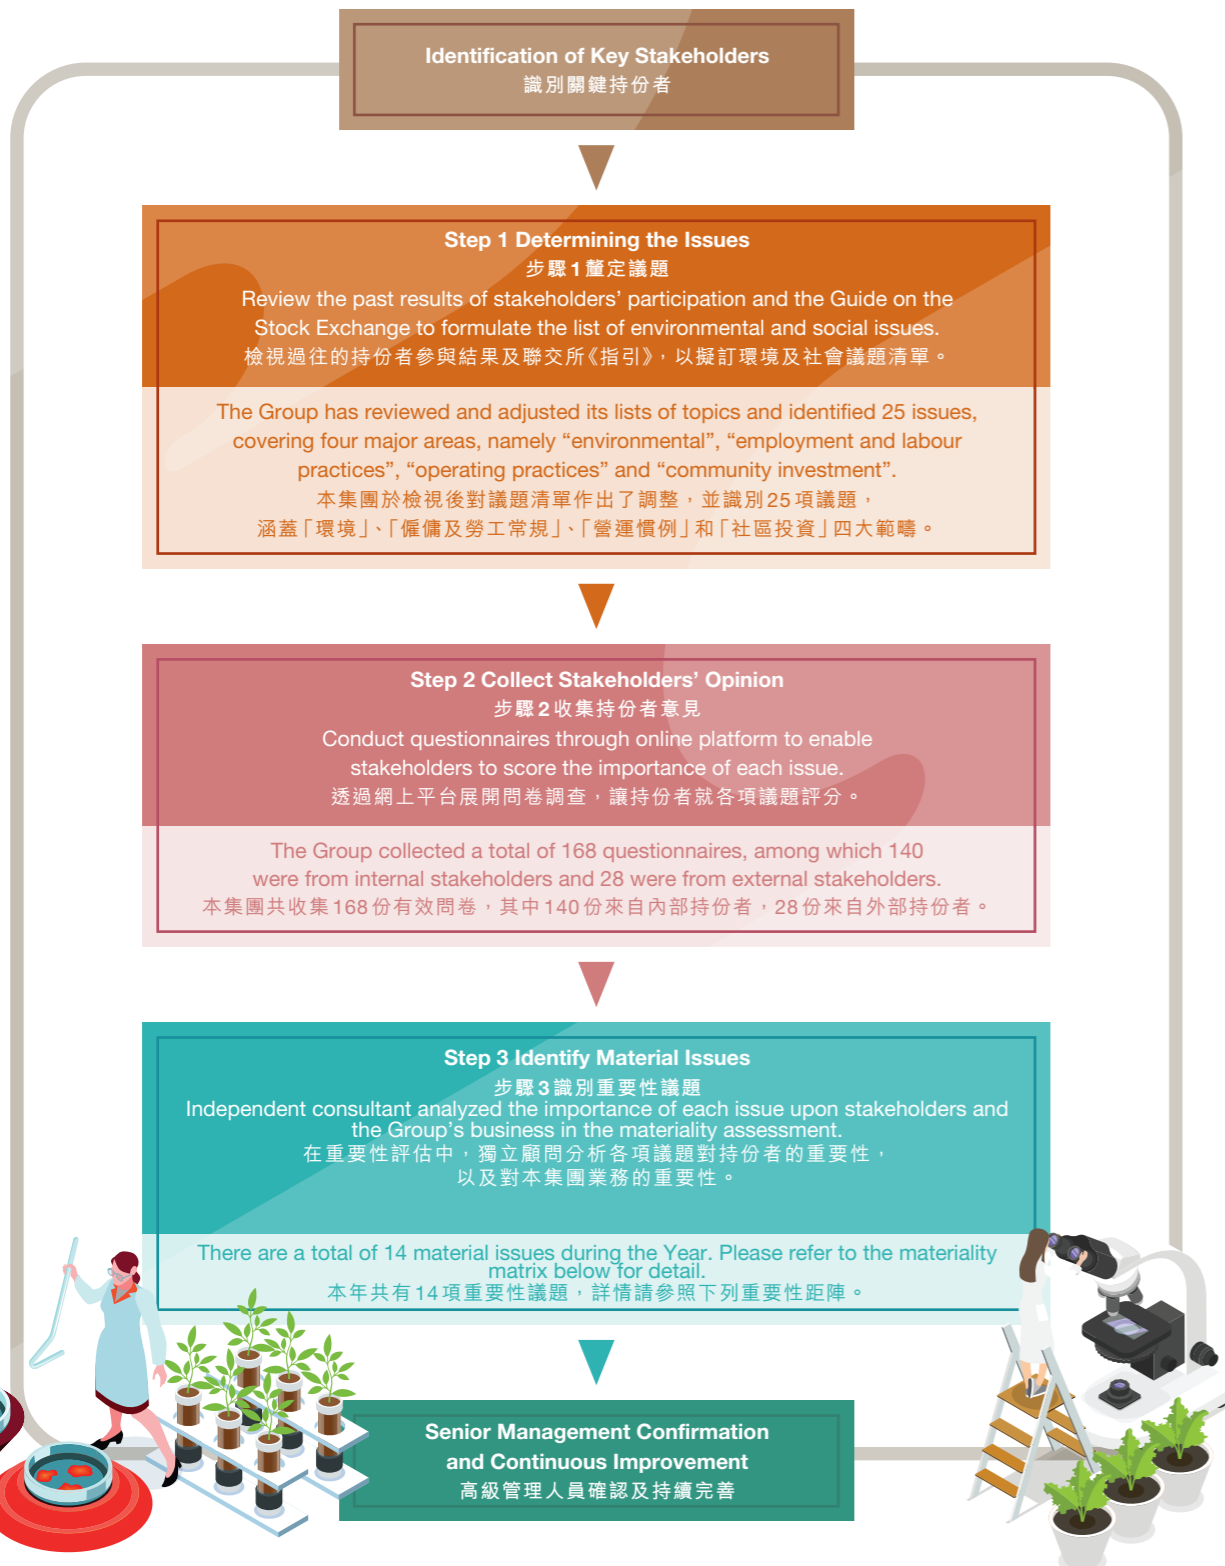 Identification of Key Stakeholders
識別關鍵持份者
Step 1 Determining the Issues
步驟1釐定議題
Review the past results of stakeholders’ participation and the Guide on the
Stock Exchange to formulate the list of environmental and social issues.
檢視過往的持份者參與結果及聯交所《指引》，以擬訂環境及社會議題清單。
The Group has reviewed and adjusted its lists of topics and identified 25 issues,
covering four major areas, namely “environmental”, “employment and labour
practices”, “operating practices” and “community investment”.
本集團於檢視後對議題清單作出了調整，並識別25項議題，
涵蓋「環境」、「僱傭及勞工常規」、「營運慣例」和「社區投資」四大範疇。
Step 2 Collect Stakeholders’ Opinion
步驟2收集持份者意見
Conduct questionnaires through online platform to enable
stakeholders to score the importance of each issue.
透過網上平台展開問卷調查，讓持份者就各項議題評分。
The Group collected a total of 168 questionnaires, among which 140
were from internal stakeholders and 28 were from external stakeholders.
本集團共收集168份有效問卷，其中140份來自內部持份者，28份來自外部持份者。
Step 3 Identify Material Issues
步驟3識別重要性議題
Independent consultant analyzed the importance of each issue upon stakeholders and
the Group’s business in the materiality assessment.
在重要性評估中，獨立顧問分析各項議題對持份者的重要性，
以及對本集團業務的重要性。
There are a total of 14 material issues during the Year. Please refer to the materiality
matrix below for detail.
本年共有14項重要性議題，詳情請參照下列重要性距陣。
Senior Management Confirmation
and Continuous Improvement
高級管理人員確認及持續完善